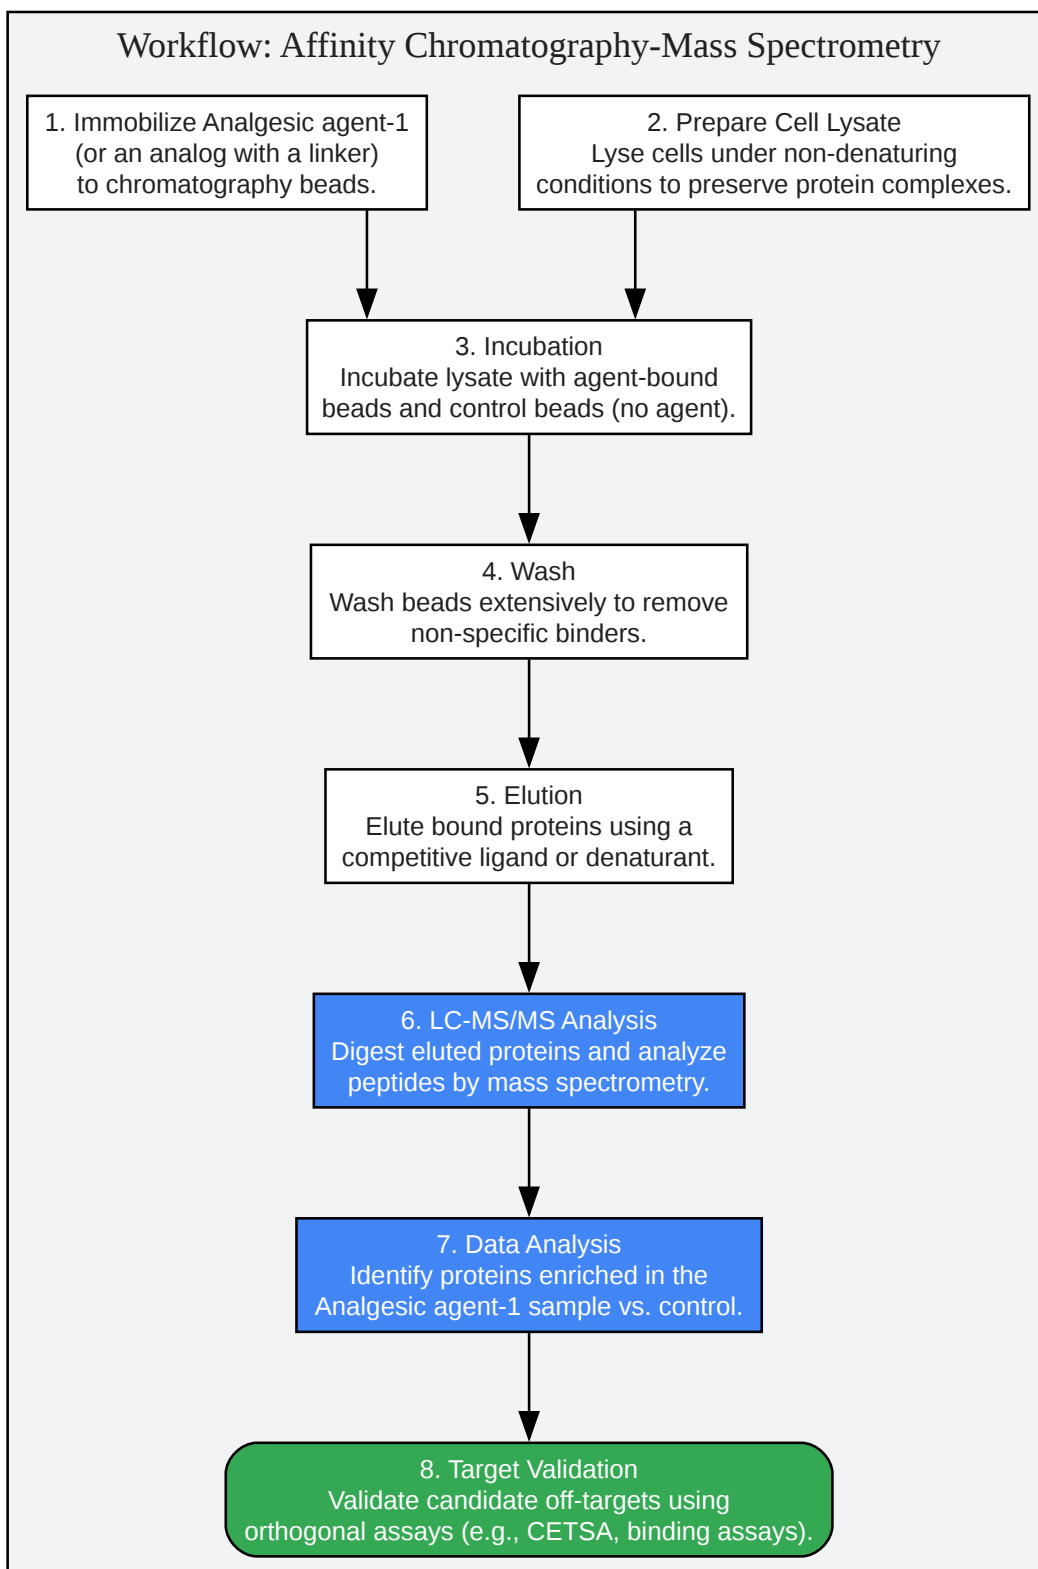 Workflow: Affinity Chromatography-Mass Spectrometry
1. Immobilize Analgesic agent-1
(or an analog with a linker)
to chromatography beads.
2. Prepare Cell Lysate
Lyse cells under non-denaturing
conditions to preserve protein complexes.
3. Incubation
Incubate lysate with agent-bound
beads and control beads (no agent).
4. Wash
Wash beads extensively to remove
non-specific binders.
5. Elution
Elute bound proteins using a
competitive ligand or denaturant.
6. LC-MS/MS Analysis
Digest eluted proteins and analyze
peptides by mass spectrometry.
7. Data Analysis
Identify proteins enriched in the
Analgesic agent-1 sample vs. control.
8. Target Validation
Validate candidate off-targets using
orthogonal assays (e.g., CETSA, binding assays).